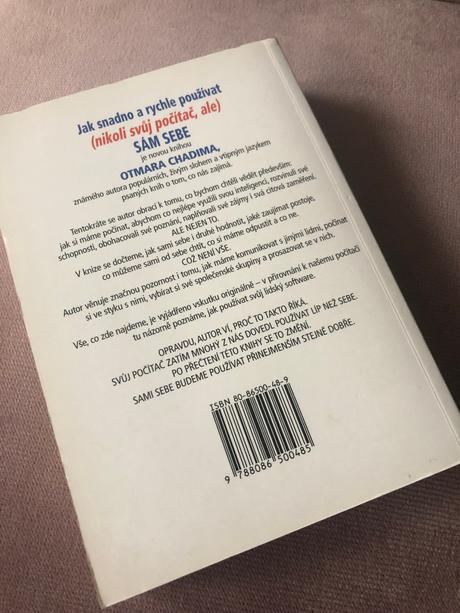 Jak snadno a rychle používat
(nikoli svůj počítač, ale)
SÁM SEBE
je novou knihou
OTMARA CHADIMA,
známého autora populárních, živým slohem a vtipným jazykem
psaných knih o tom, co nás zajímá.
Tentokráte se autor obrací k tomu, co bychom chtěli vědět především:
jak si máme počínat, abychom co nejlépe využili svou inteligenci, rozvinuli své
schopnosti, obohacovali své poznání, naplňovali své zájmy i svá citová zaměření.
ALE NEJEN TO.
V knize se dočteme, jak sami sebe i druhé hodnotit, jaké zaujímat postoje,
co můžeme sami od sebe chtít, co si máme odpustit a co ne.
COŽ NENÍ VŠE.
Autor věnuje značnou pozornost i tomu, jak máme komunikovat s jinými lidmi, počínat
si ve styku s nimi, vybírat si své společenské skupiny a prosazovat se v nich.
Vše, co zde najdeme, je vyjádřeno vskutku originálně – v přirovnání k našemu počítači
tu názorně poznáme, jak používat svůj lidský software.
OPRAVDU, AUTOR VÍ, PROČ TO TAKTO ŘÍKÁ.
SVŮJ POČÍTAČ ZATÍM MNOHÝ Z NÁS DOVEDL POUŽÍVAT LÍP NEŽ SEBE.
PO PŘEČTENÍ TÉTO KNIHY SE TO ZMĚNÍ.
SAMI SEBE BUDEME POUŽÍVAT PŘINEJMENŠÍM STEJNĚ DOBŘE.
ISBN 80-86500-48-9
9 788086 500485